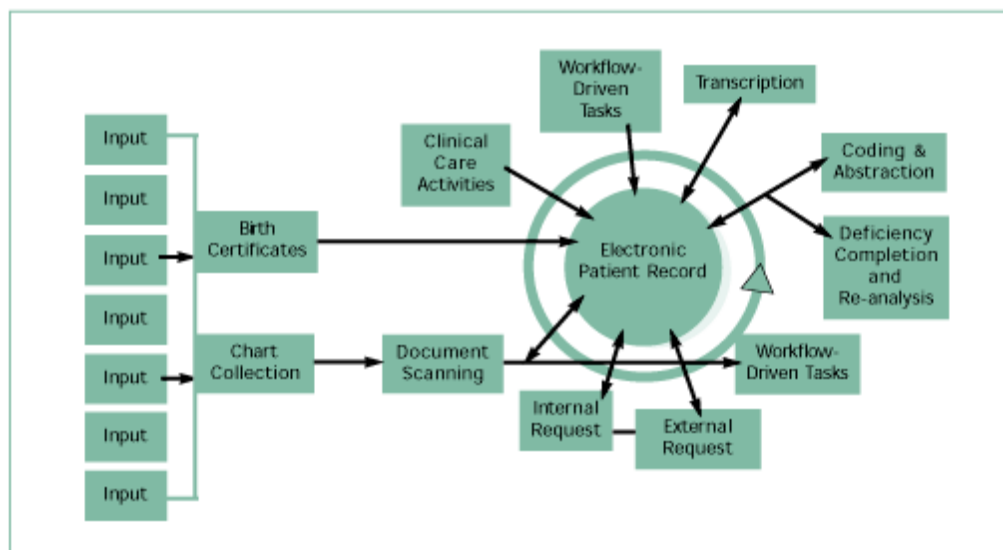 Workflow-
Driven
Tasks
Transcription
Input
Clinical
Care
Activities
Coding &
Abstraction
Input
Birth
Certificates
Electronic
Patient Record
Deficiency
Completion
and
Re-analysis
Input
Input
Chart
Collection
Document
Scanning
Workflow-
Driven Tasks
Input
Internal
Request
External
Request
Input
Input